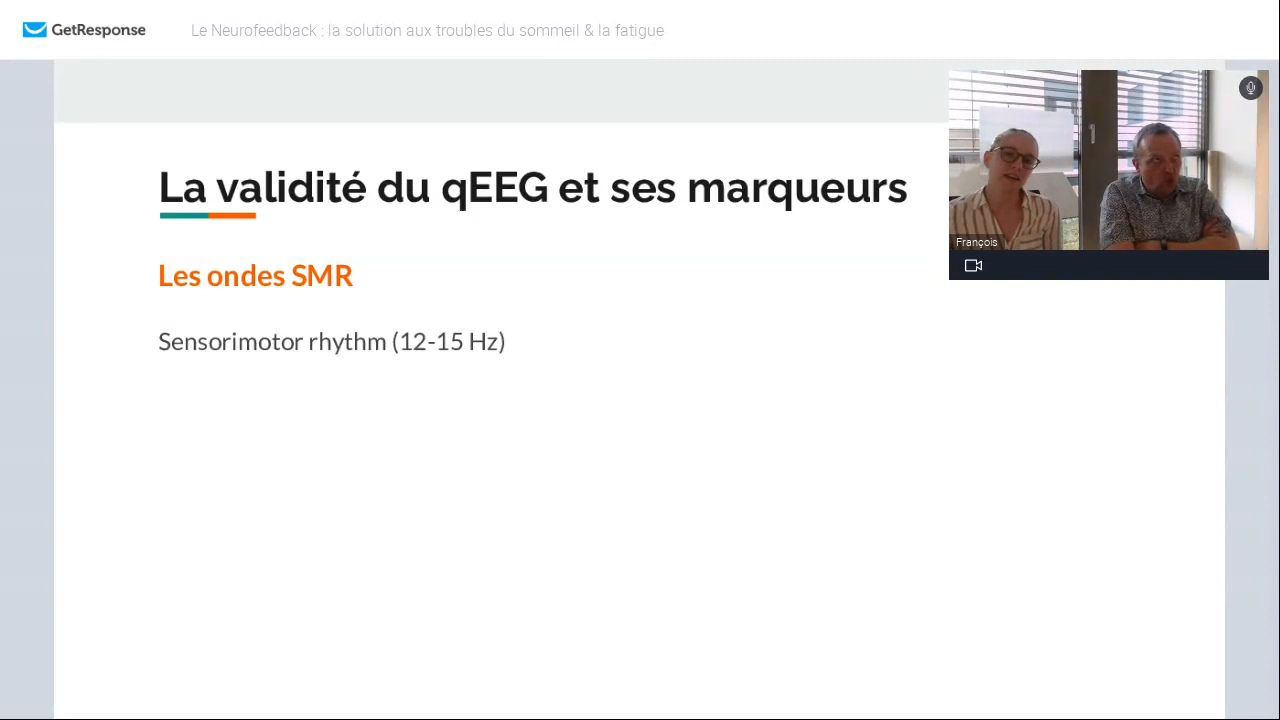 GetResponse
Le Neurofeedback : la solution aux troubles du sommeil & la fatigue
La validité du qEEG et ses marqueurs
Les ondes SMR
Sensorimotor rhythm (12-15 Hz)
François